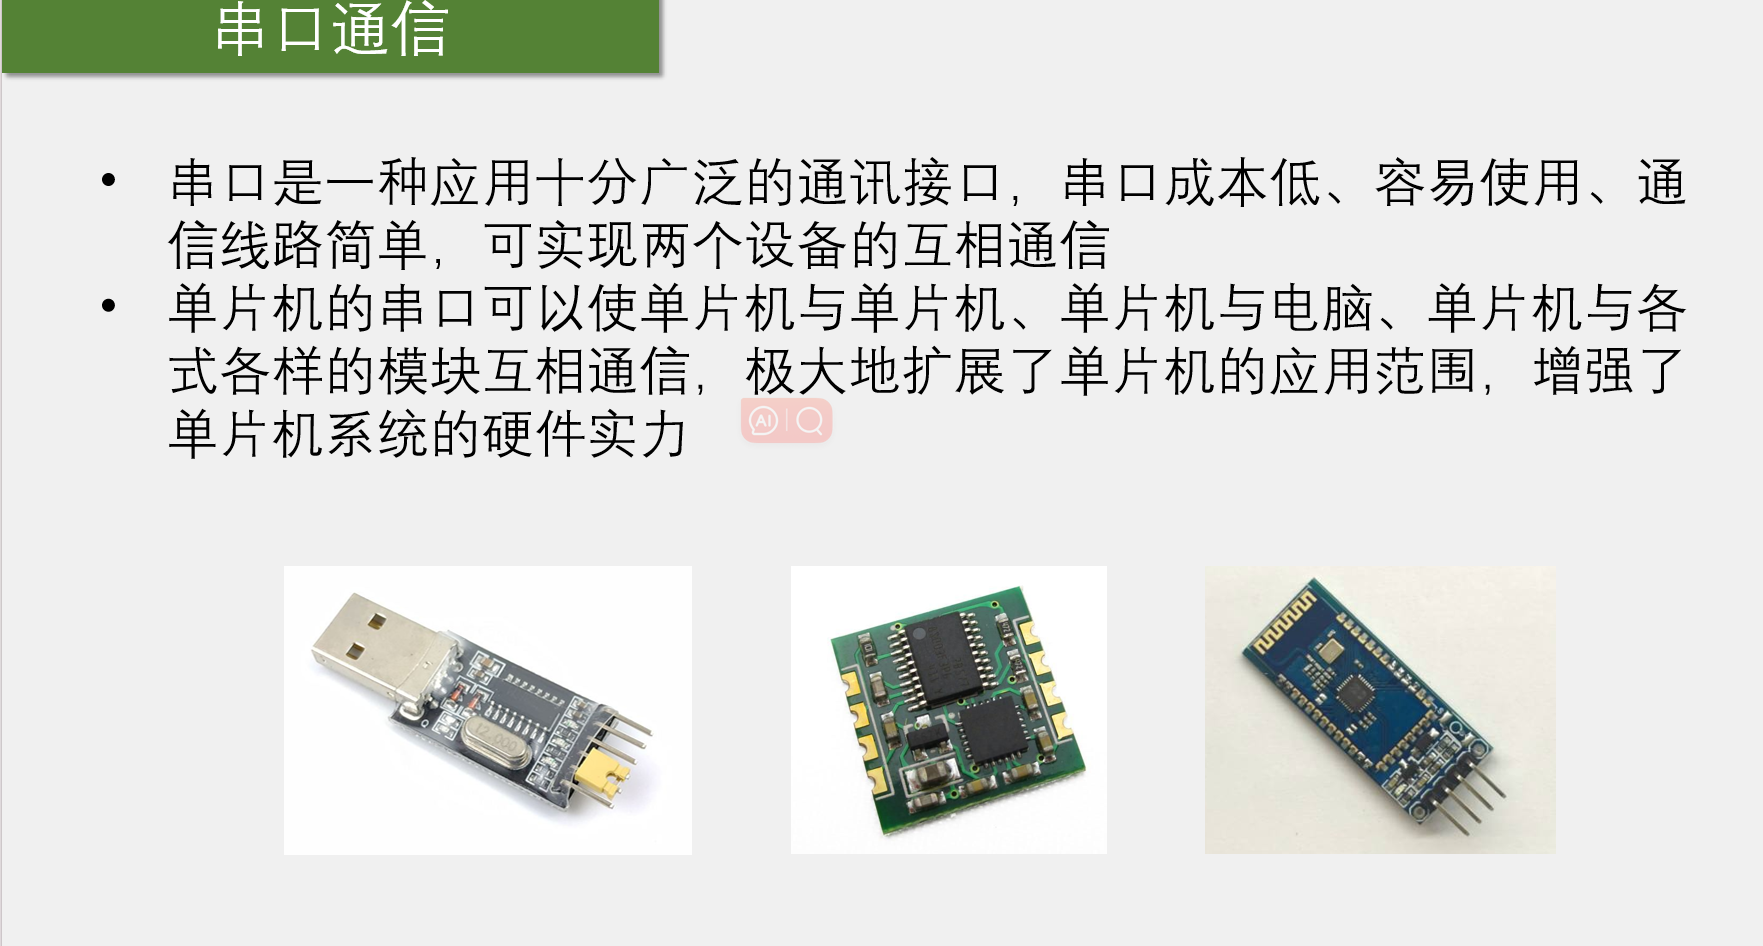 串口通信
• 串口是一种应用十分广泛的通讯接口，串口成本低、容易使用、通
信线路简单，可实现两个设备的互相通信
• 单片机的串口可以使单片机与单片机、单片机与电脑、单片机与各
式各样的模块互相通信，极大地扩展了单片机的应用范围，增强了
单片机系统的硬件实力
AI
12.000